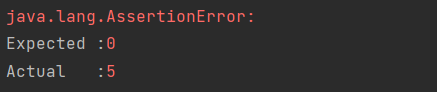 java.lang.AssertionError:
Expected :0
Actual   :5